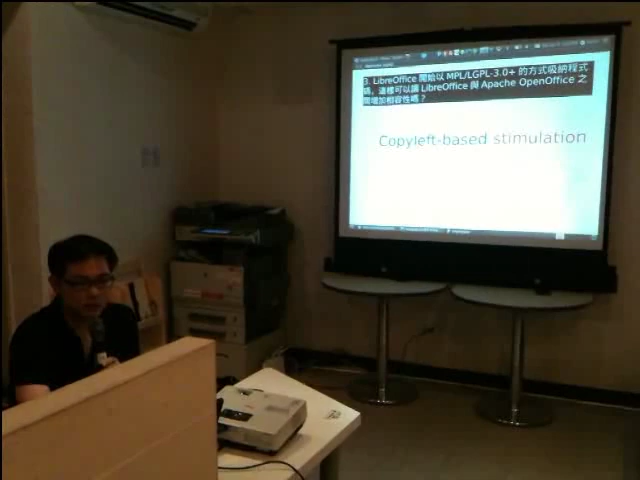 3. LibreOffice 開始以 MPL/LGPL-3.0+ 的方式吸納程式
碼，這樣可以讓 LibreOffice 與 Apache OpenOffice 之
間增加相容性嗎？
Copyleft-based stimulation